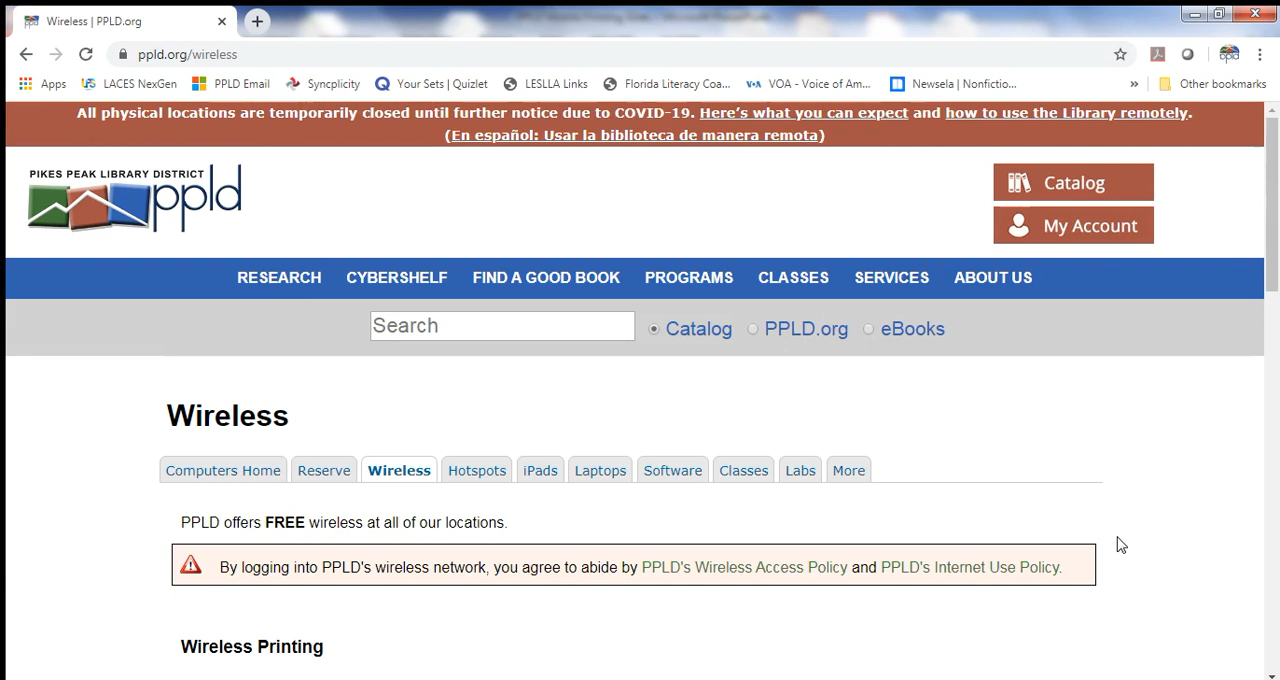 Wireless | PPLD.org
ppld.org/wireless
Apps LACES NexGen PPLD Email Syncplicity Your Sets | Quizlet LESLLA Links Florida Literacy Coa... VOA - Voice of Am... Newsela | Nonfictio... » Other bookmarks
All physical locations are temporarily closed until further notice due to COVID-19. Here's what you can expect and how to use the Library remotely.
(En español: Usar la biblioteca de manera remota)
PIKES PEAK LIBRARY DISTRICT
ppld
Catalog
My Account
RESEARCH CYBERSHELF FIND A GOOD BOOK PROGRAMS CLASSES SERVICES ABOUT US
Search Catalog PPLD.org eBooks
Wireless
Computers Home Reserve Wireless Hotspots iPads Laptops Software Classes Labs More
PPLD offers FREE wireless at all of our locations.
By logging into PPLD's wireless network, you agree to abide by PPLD's Wireless Access Policy and PPLD's Internet Use Policy.
Wireless Printing